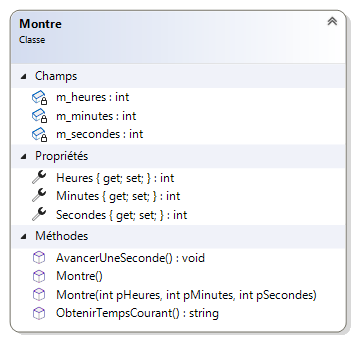 Montre
Classe
Champs
m_heures : int
m_minutes : int
m_secondes : int
Propriétés
Heures { get; set; } : int
Minutes { get; set; } : int
Secondes { get; set; } : int
Méthodes
AvancerUneSeconde() : void
Montre()
Montre(int pHeures, int pMinutes, int pSecondes)
ObtenirTempsCourant() : string